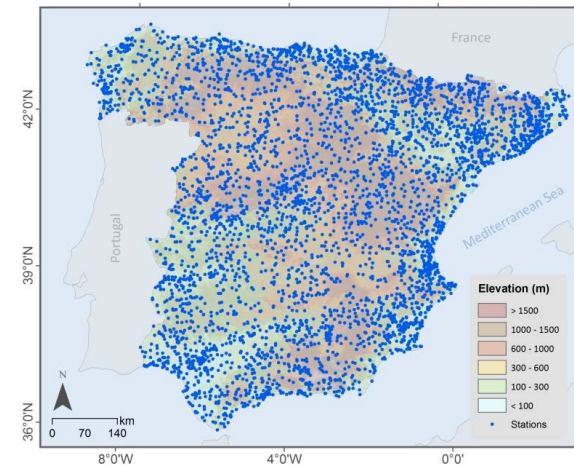 France
42°0'N
Portugal
Mediterranean Sea
39°0'N
Elevation (m)
> 1500
1000 - 1500
600 - 1000
300 - 600
100 - 300
< 100
Stations
N
km
0 70 140
36°0'N
8°0'W 4°0'W 0°0'